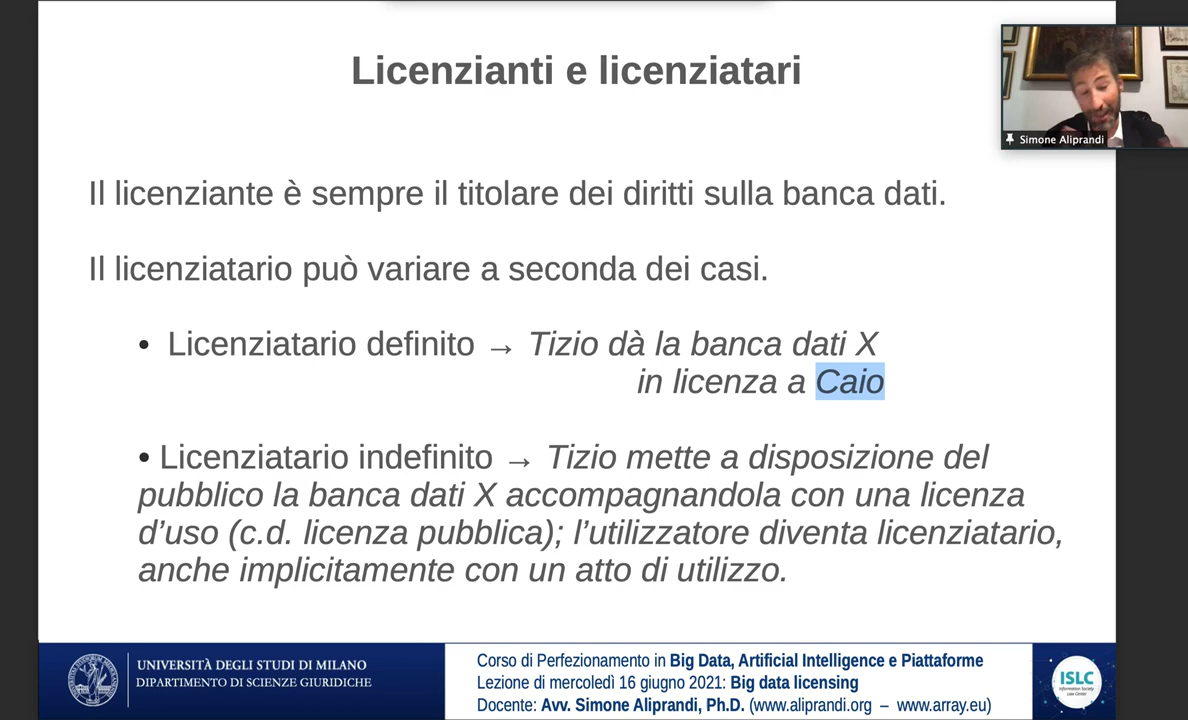 Licenzianti e licenziatari
Simone Aliprandi
Il licenziante è sempre il titolare dei diritti sulla banca dati.
Il licenziatario può variare a seconda dei casi.
• Licenziatario definito → Tizio dà la banca dati X
in licenza a Caio
• Licenziatario indefinito → Tizio mette a disposizione del
pubblico la banca dati X accompagnandola con una licenza
d’uso (c.d. licenza pubblica); l’utilizzatore diventa licenziatario,
anche implicitamente con un atto di utilizzo.
UNIVERSITÀ DEGLI STUDI DI MILANO
DIPARTIMENTO DI SCIENZE GIURIDICHE
Corso di Perfezionamento in Big Data, Artificial Intelligence e Piattaforme
Lezione di mercoledì 16 giugno 2021: Big data licensing
Docente: Avv. Simone Aliprandi, Ph.D. (www.aliprandi.org – www.array.eu)
ISLC
Information Society
Law Center